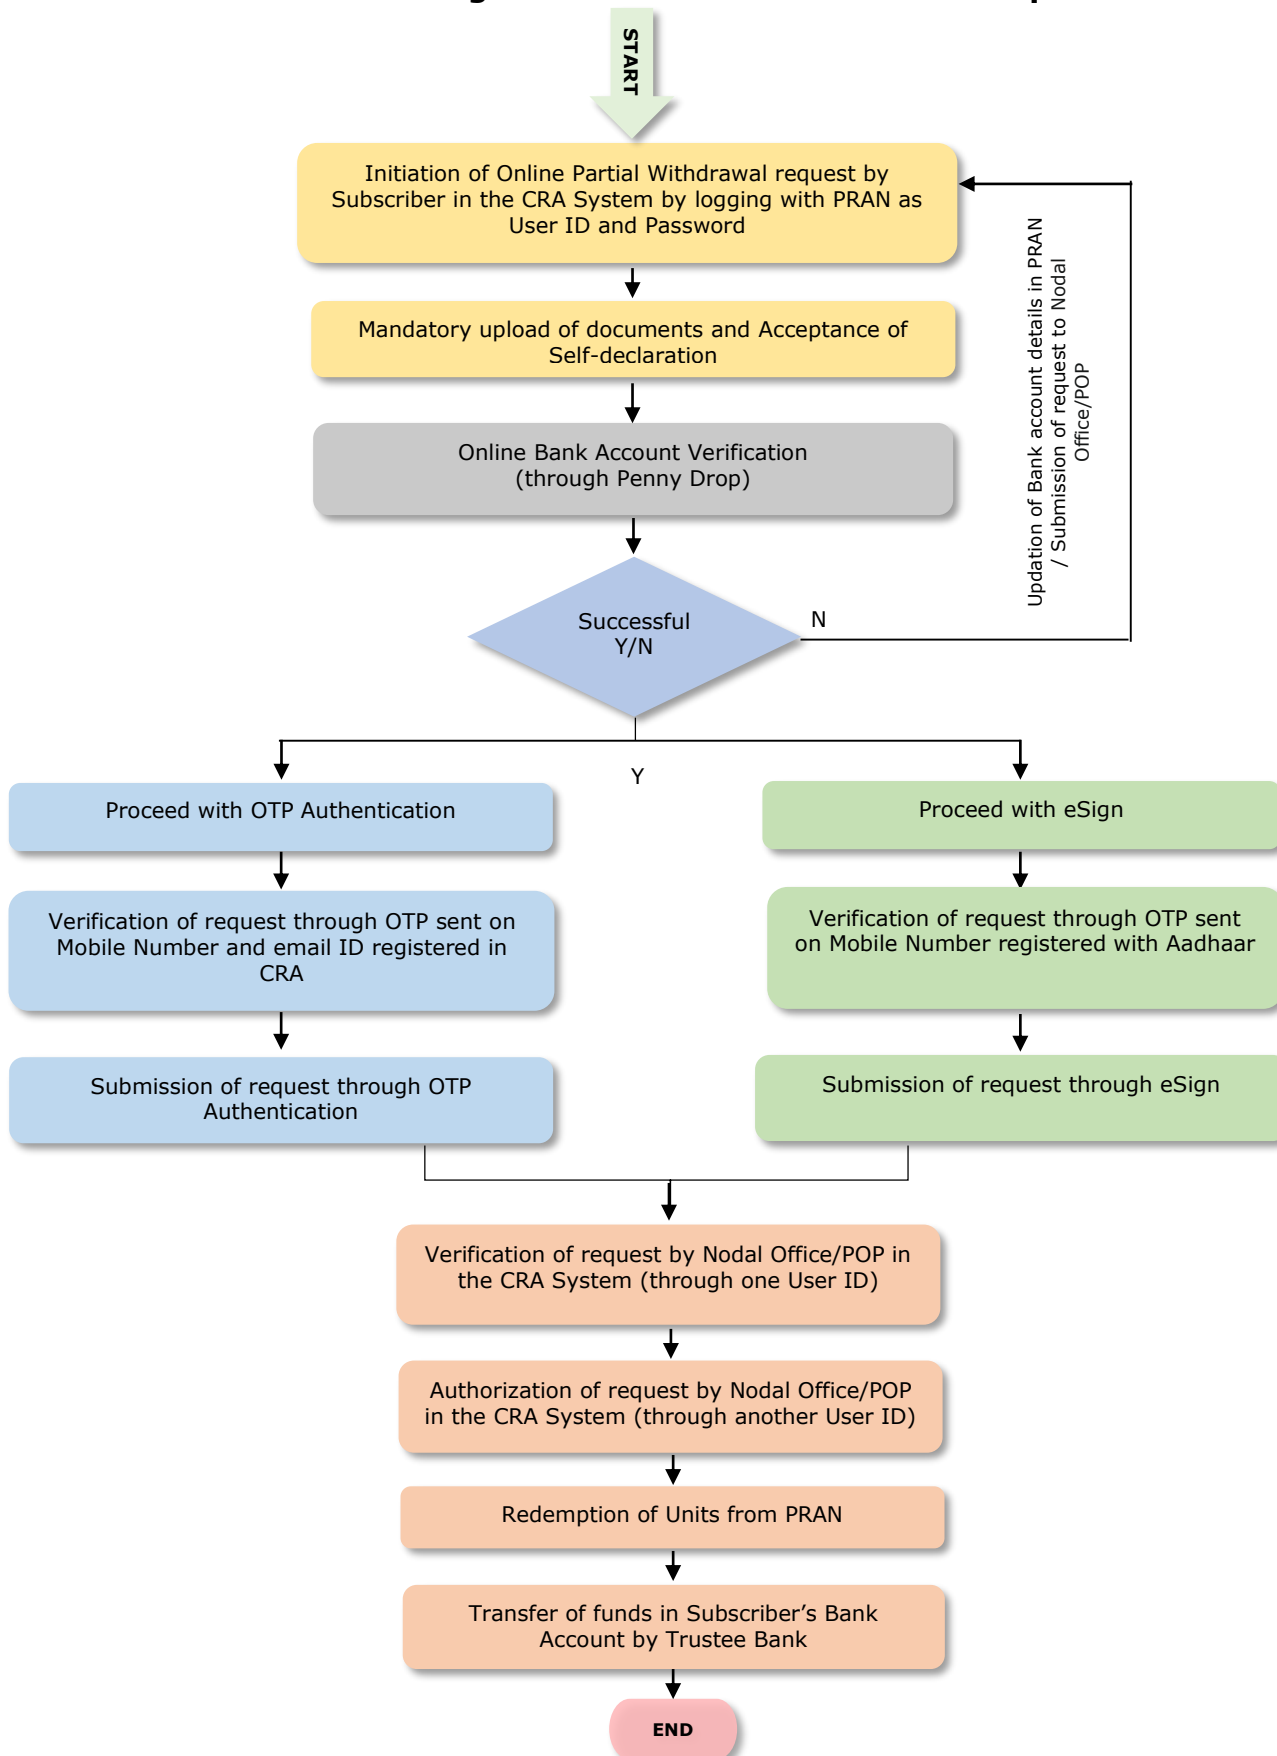 START
Initiation of Online Partial Withdrawal request by
Subscriber in the CRA System by logging with PRAN as
User ID and Password
Mandatory upload of documents and Acceptance of
Self-declaration
Online Bank Account Verification
(through Penny Drop)
Updation of Bank account details in PRAN
/ Submission of request to Nodal
Office/POP
Successful
Y/N
N
Y
Proceed with OTP Authentication
Proceed with eSign
Verification of request through OTP sent on
Mobile Number and email ID registered in
CRA
Verification of request through OTP sent
on Mobile Number registered with Aadhaar
Submission of request through OTP
Authentication
Submission of request through eSign
Verification of request by Nodal Office/POP in
the CRA System (through one User ID)
Authorization of request by Nodal Office/POP
in the CRA System (through another User ID)
Redemption of Units from PRAN
Transfer of funds in Subscriber’s Bank
Account by Trustee Bank
END